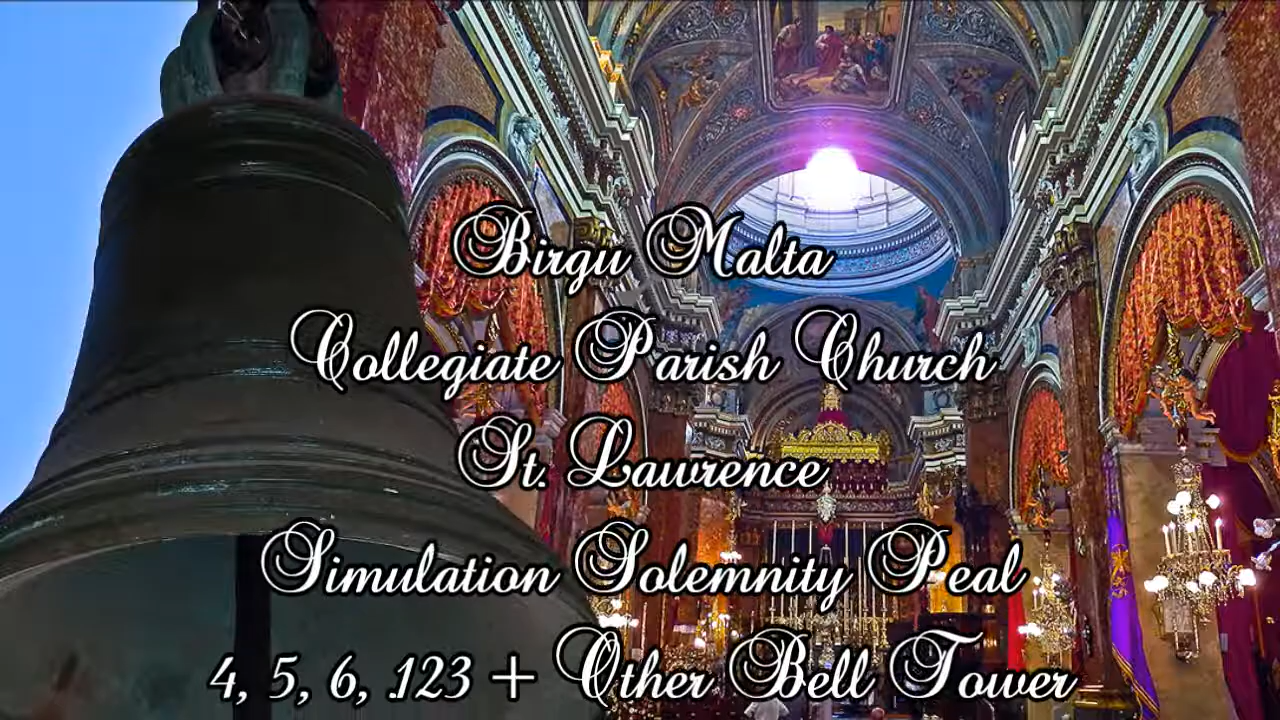 Birgu Malta
Collegiate Parish Church
St. Lawrence
Simulation Solemnity Peal
4, 5, 6, .123 + Other Bell Tower